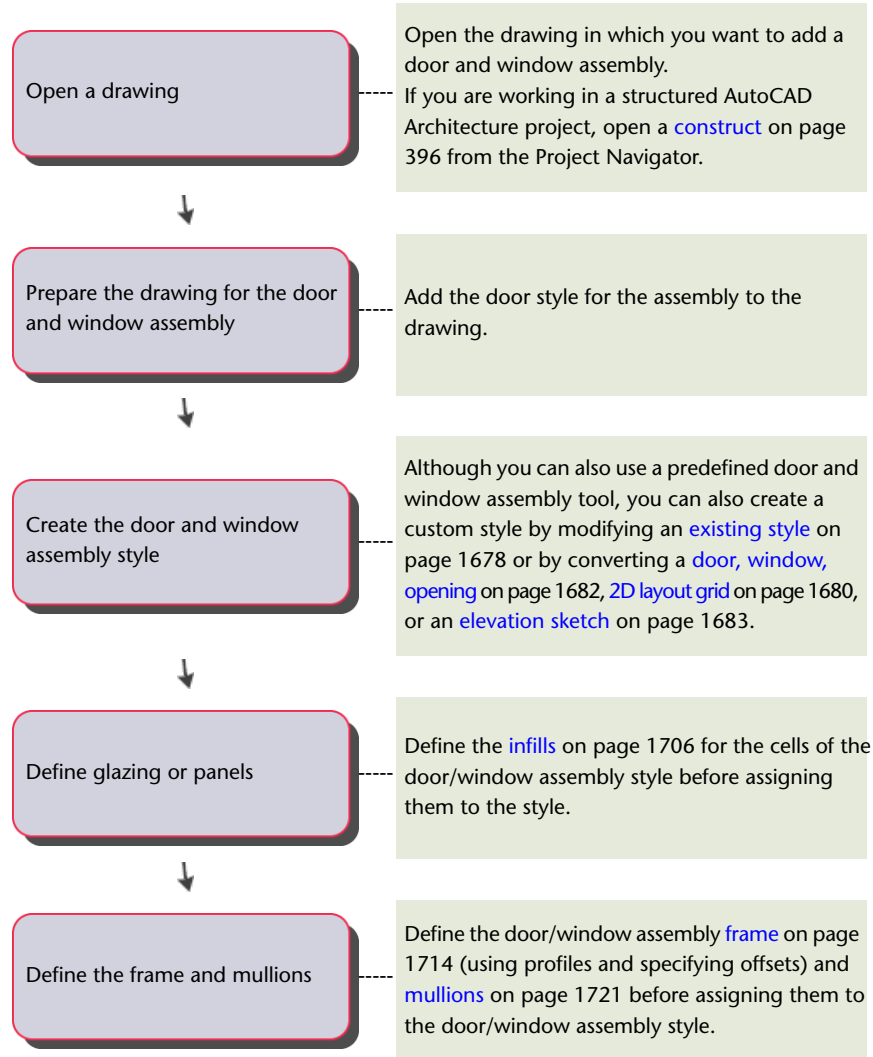 Open a drawing
Open the drawing in which you want to add a
door and window assembly.
If you are working in a structured AutoCAD
Architecture project, open a construct on page
396 from the Project Navigator.
Prepare the drawing for the door
and window assembly
Add the door style for the assembly to the
drawing.
Create the door and window
assembly style
Although you can also use a predefined door and
window assembly tool, you can also create a
custom style by modifying an existing style on
page 1678 or by converting a door, window,
opening on page 1682, 2D layout grid on page 1680,
or an elevation sketch on page 1683.
Define glazing or panels
Define the infills on page 1706 for the cells of the
door/window assembly style before assigning
them to the style.
Define the frame and mullions
Define the door/window assembly frame on page
1714 (using profiles and specifying offsets) and
mullions on page 1721 before assigning them to
the door/window assembly style.